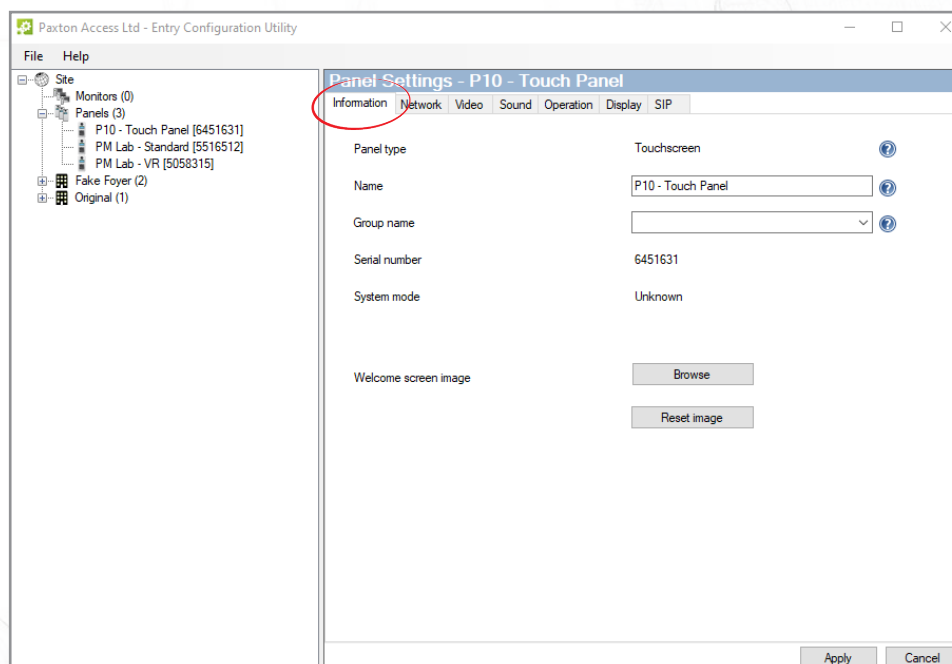 Paxton Access Ltd - Entry Configuration Utility
File Help
Site
Monitors (0)
Panels (3)
P10 - Touch Panel [6451631]
PM Lab - Standard [5516512]
PM Lab - VR [5058315]
Fake Foyer (2)
Original (1)
Panel Settings - P10 - Touch Panel
Information Network Video Sound Operation Display SIP
Panel type Touchscreen ?
Name P10 - Touch Panel ?
Group name ?
Serial number 6451631
System mode Unknown
Welcome screen image Browse
Reset image
Apply Cancel